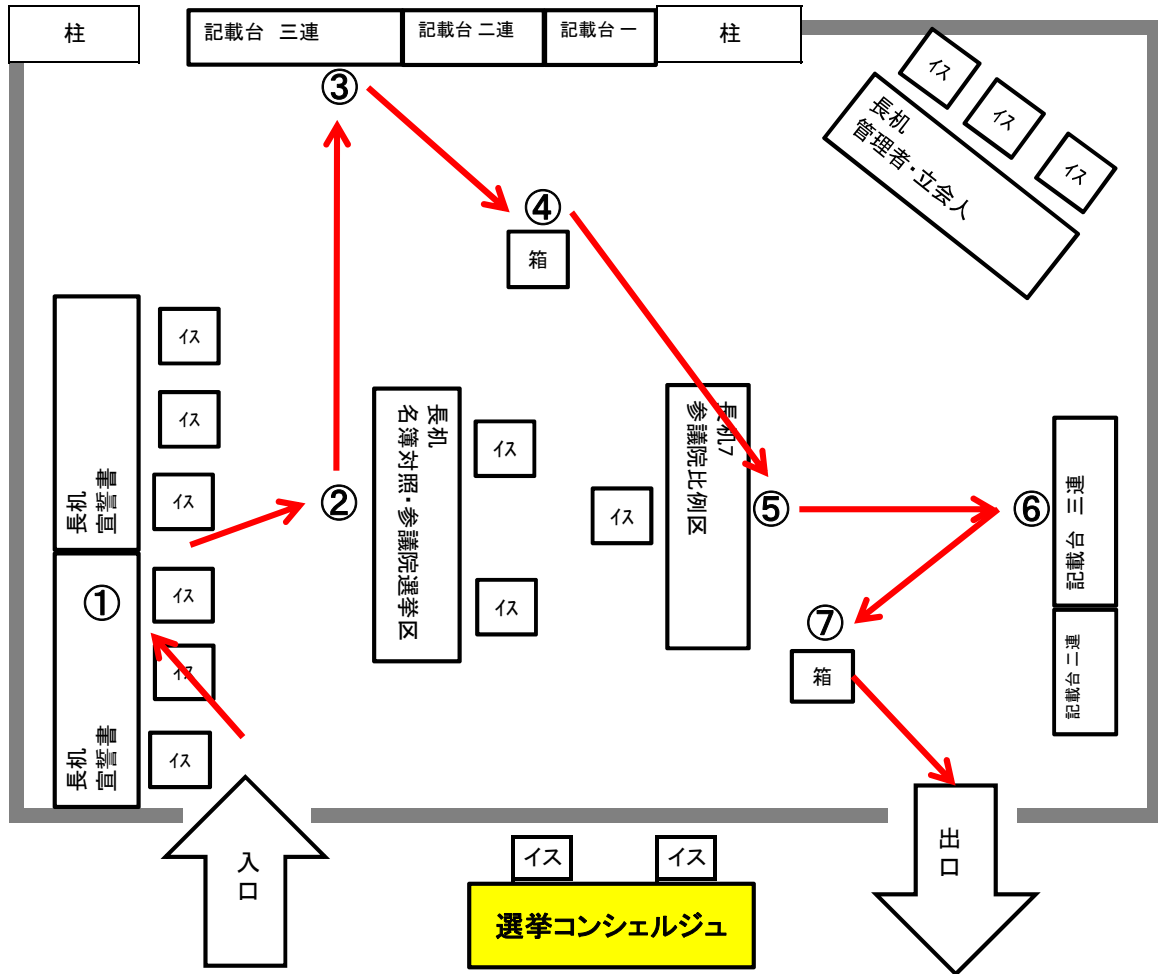 柱
記載台 三連
記載台 二連
記載台 一
柱
③
イス
イス
イス
長机
管理者・立会人
④
箱
イス
イス
イス
イス
イス
イス
長机
宣誓書
長机
宣誓書
①
②
長机
名簿対照・参議院選挙区
イス
イス
イス
長机7
参議院比例区
⑤
⑥
記載台 三連
記載台 二連
⑦
箱
入口
出口
イス
イス
選挙コンシェルジュ